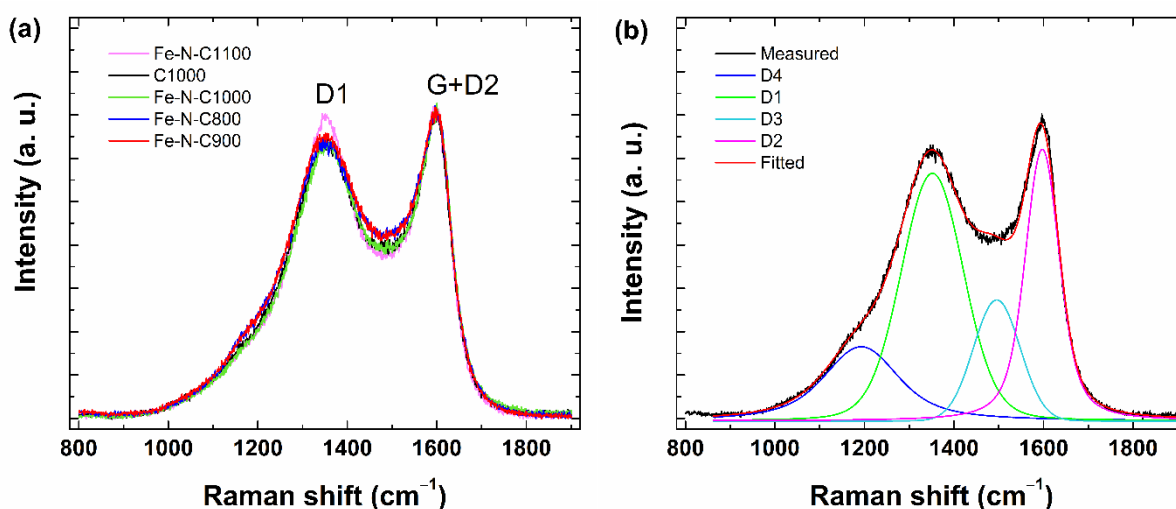 (a)
Fe-N-C1100
C1000
Fe-N-C1000
Fe-N-C800
Fe-N-C900
D1
G+D2
Intensity (a. u.)
800 1000 1200 1400 1600 1800
Raman shift (cm⁻¹)
(b)
Measured
D4
D1
D3
D2
Fitted
Intensity (a. u.)
800 1000 1200 1400 1600 1800
Raman shift (cm⁻¹)